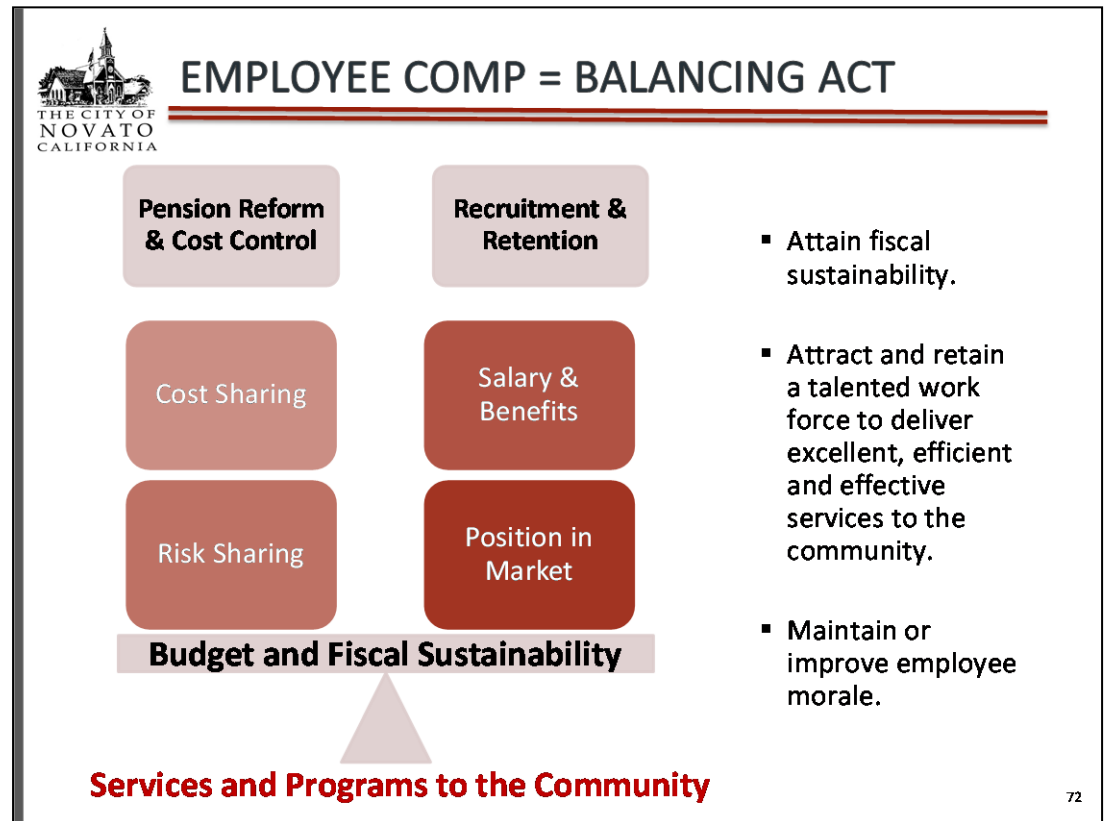 THE CITY OF
NOVATO
CALIFORNIA
EMPLOYEE COMP = BALANCING ACT
Pension Reform
& Cost Control
Recruitment &
Retention
Cost Sharing
Salary &
Benefits
Risk Sharing
Position in
Market
Budget and Fiscal Sustainability
Services and Programs to the Community
▪ Attain fiscal
sustainability.
▪ Attract and retain
a talented work
force to deliver
excellent, efficient
and effective
services to the
community.
▪ Maintain or
improve employee
morale.
72